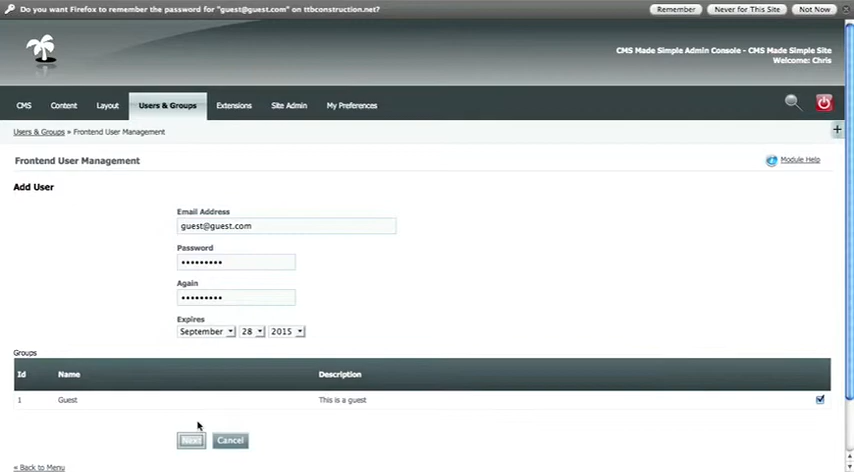 Do you want Firefox to remember the password for "guest@guest.com" on ttbconstruction.net?
Remember
Never for This Site
Not Now
CMS Made Simple Admin Console - CMS Made Simple Site
Welcome: Chris
CMS
Content
Layout
Users & Groups
Extensions
Site Admin
My Preferences
Users & Groups » Frontend User Management
Frontend User Management
Module Help
Add User
Email Address
guest@guest.com
Password
•••••••••
Again
•••••••••
Expires
September 28 2015
Groups
Id Name Description
1 Guest This is a guest
Next Cancel
« Back to Menu